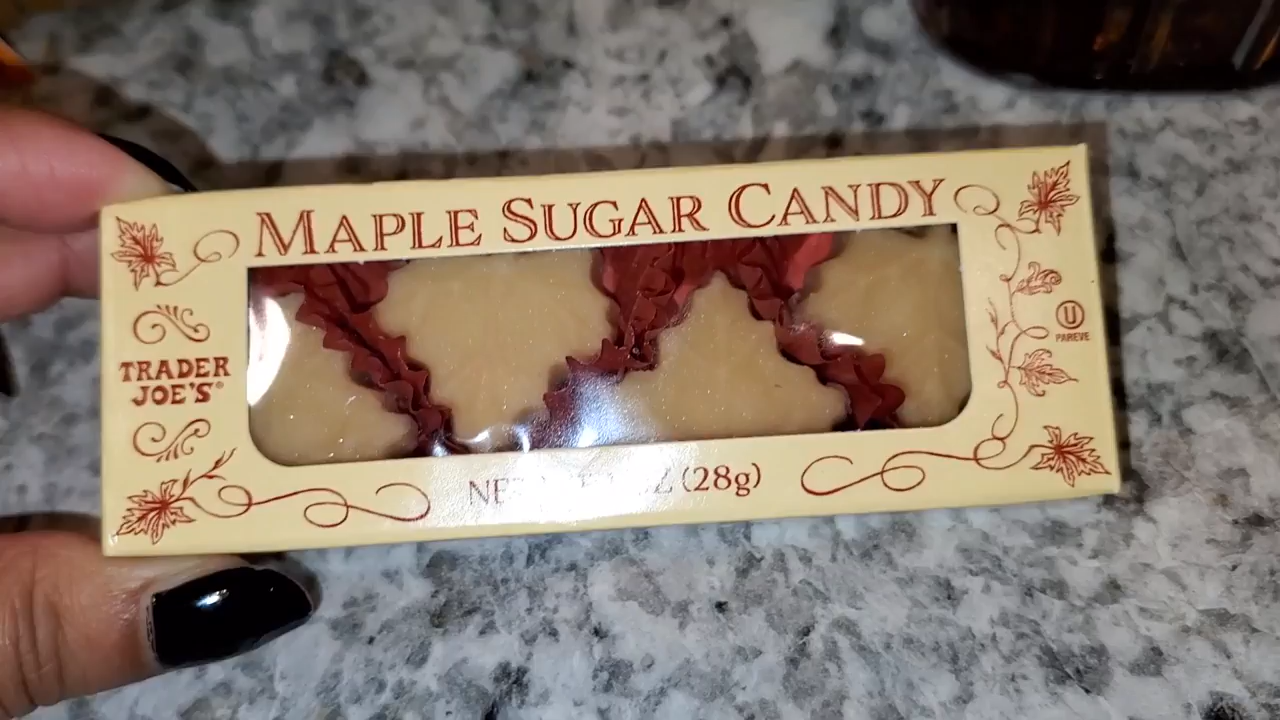 MAPLE SUGAR CANDY
TRADER
JOE'S®
U
PAREVE
(28g)